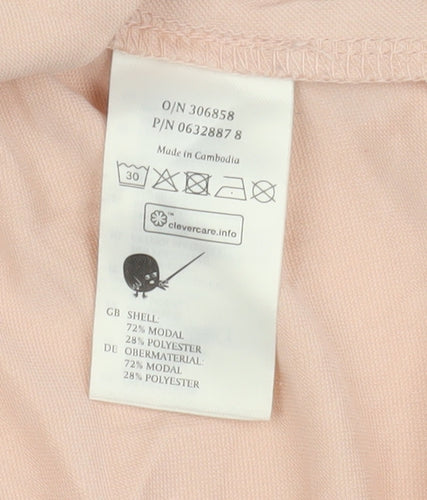 O/N 306858
P/N 0632887 8
Made in Cambodia
30
™
clevercare.info
GB SHELL:
72% MODAL
28% POLYESTER
DE OBERMATERIAL:
72% MODAL
28% POLYESTER